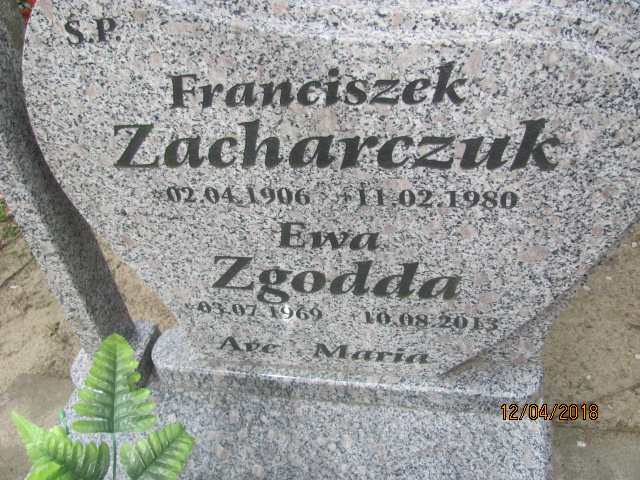 Ś.P.
Franciszek
Zacharczuk
*02.04.1906 +11.02.1980
Ewa
Zgodda
*03.07.1969 +10.08.2013
Ave Maria
12/04/2018